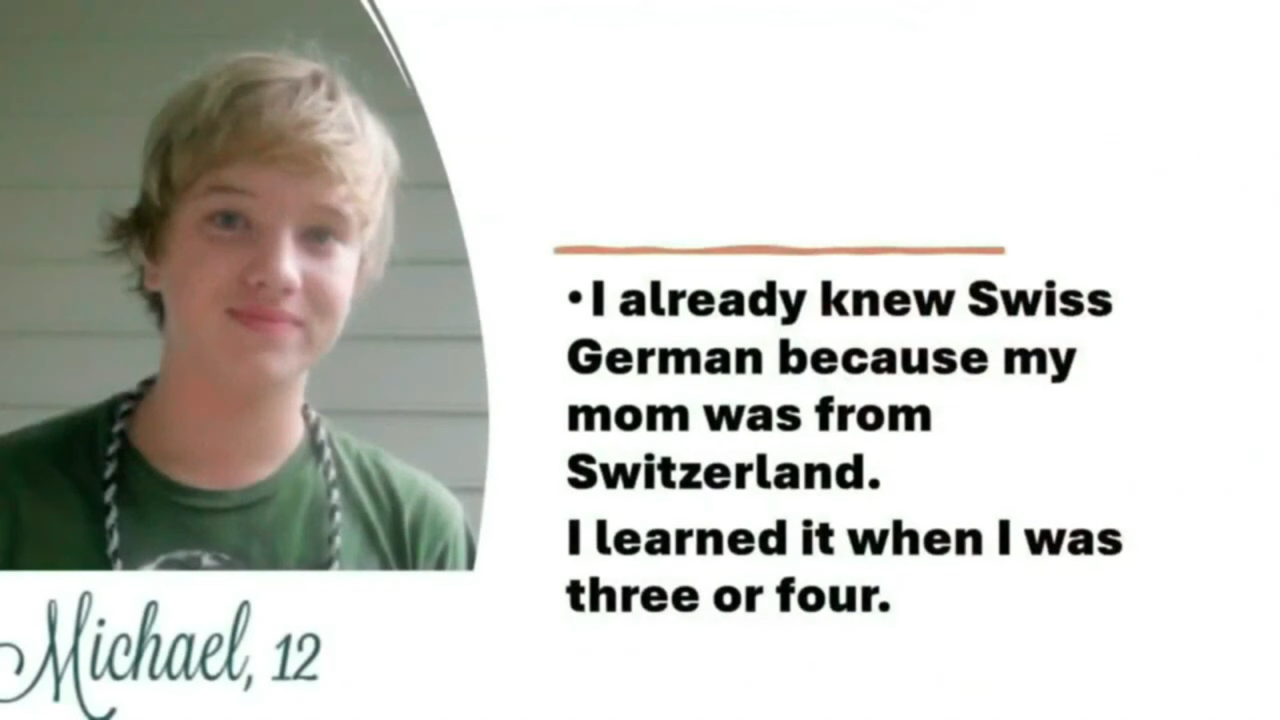 •I already knew Swiss
German because my
mom was from
Switzerland.
I learned it when I was
three or four.
Michael, 12